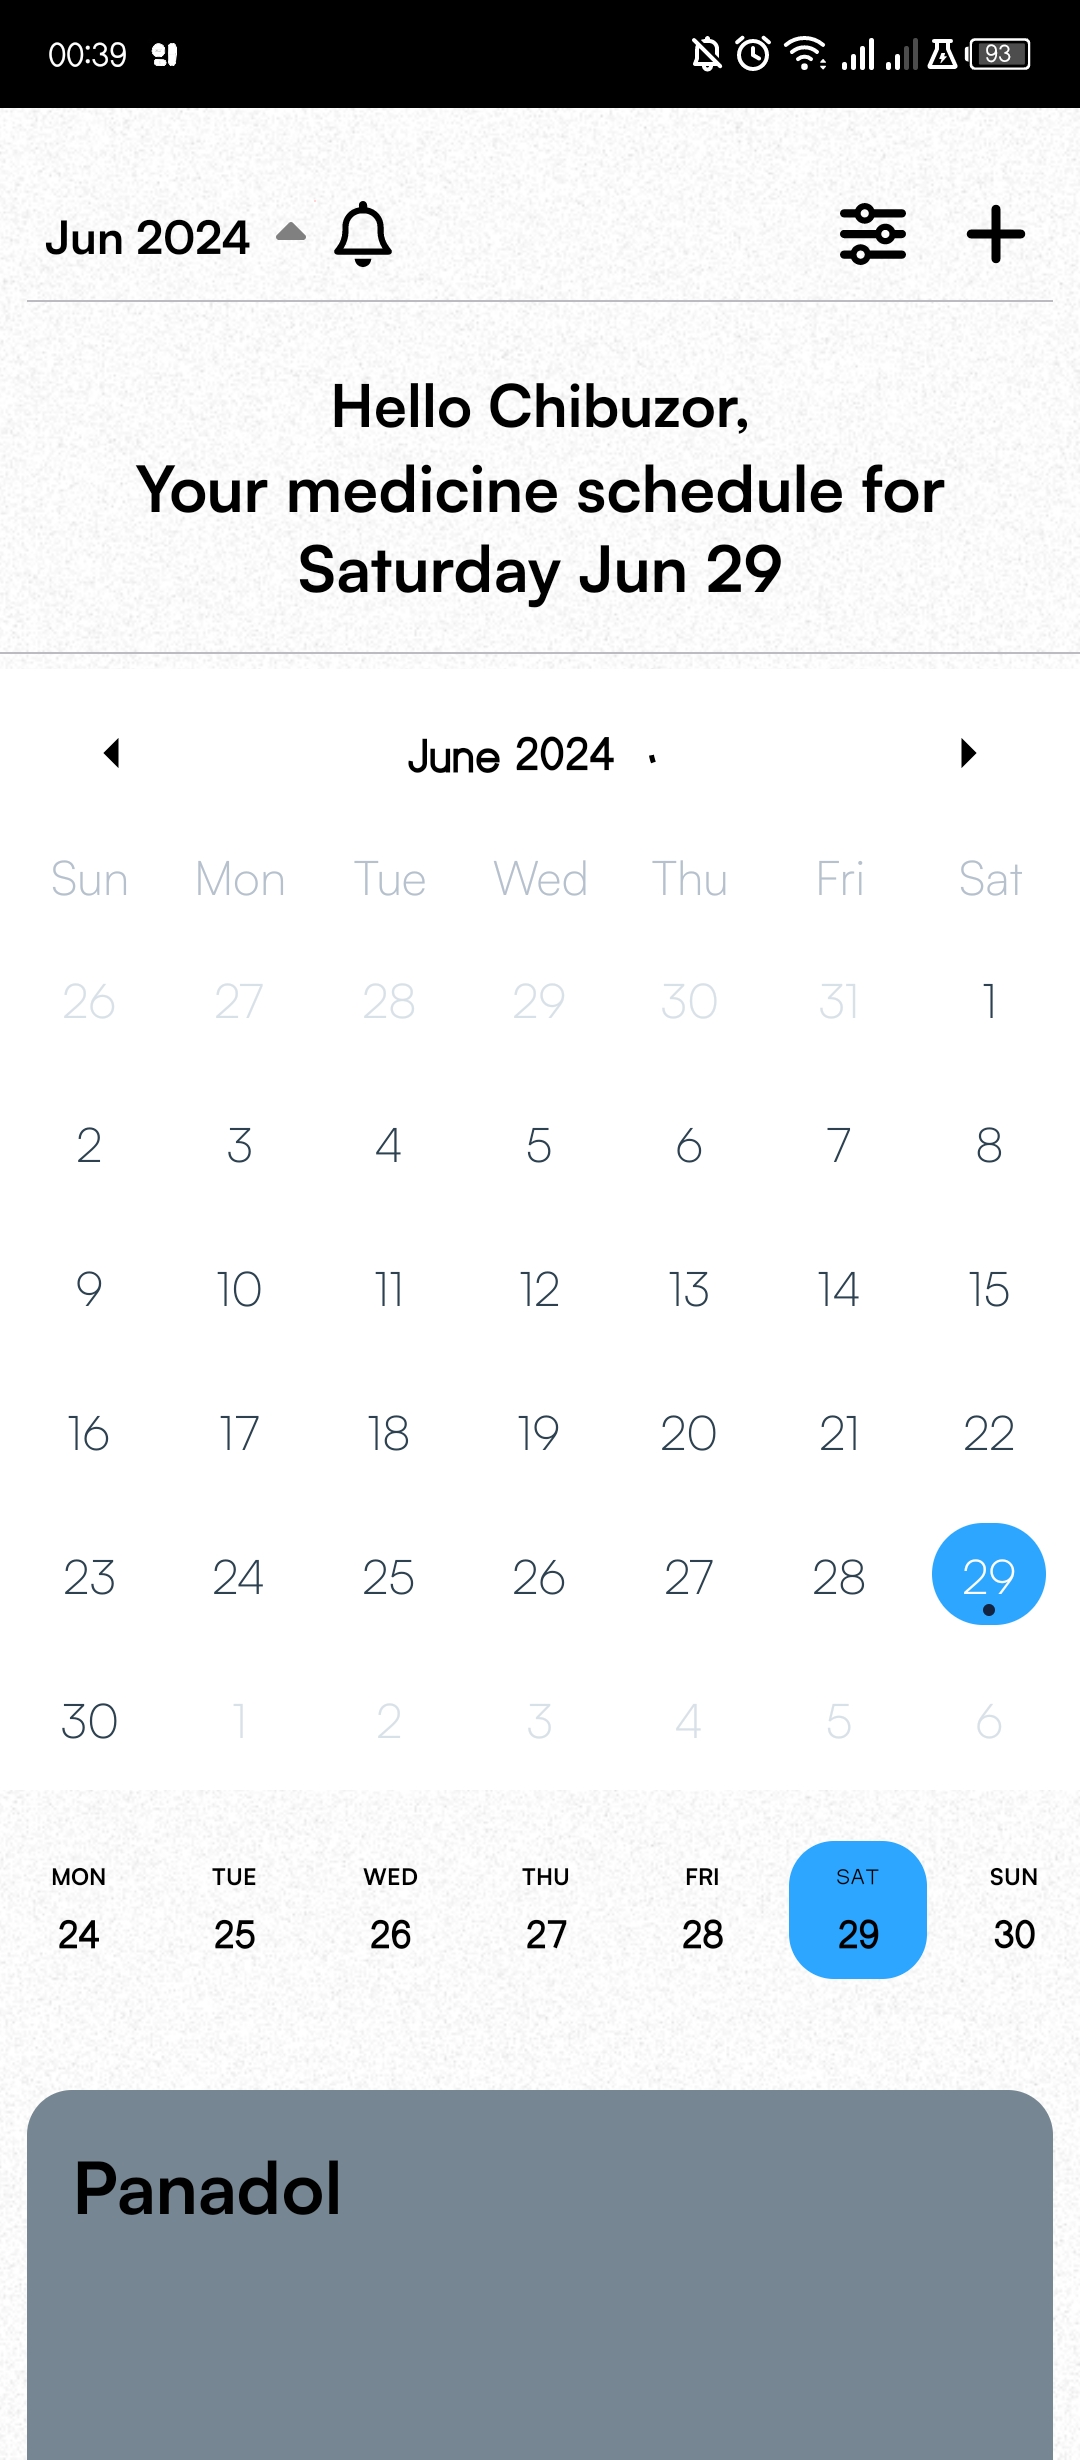 00:39 93
Jun 2024
Hello Chibuzor,
Your medicine schedule for
Saturday Jun 29
June 2024
Sun Mon Tue Wed Thu Fri Sat
26 27 28 29 30 31 1
2 3 4 5 6 7 8
9 10 11 12 13 14 15
16 17 18 19 20 21 22
23 24 25 26 27 28 29
30 1 2 3 4 5 6
MON TUE WED THU FRI SAT SUN
24 25 26 27 28 29 30
Panadol